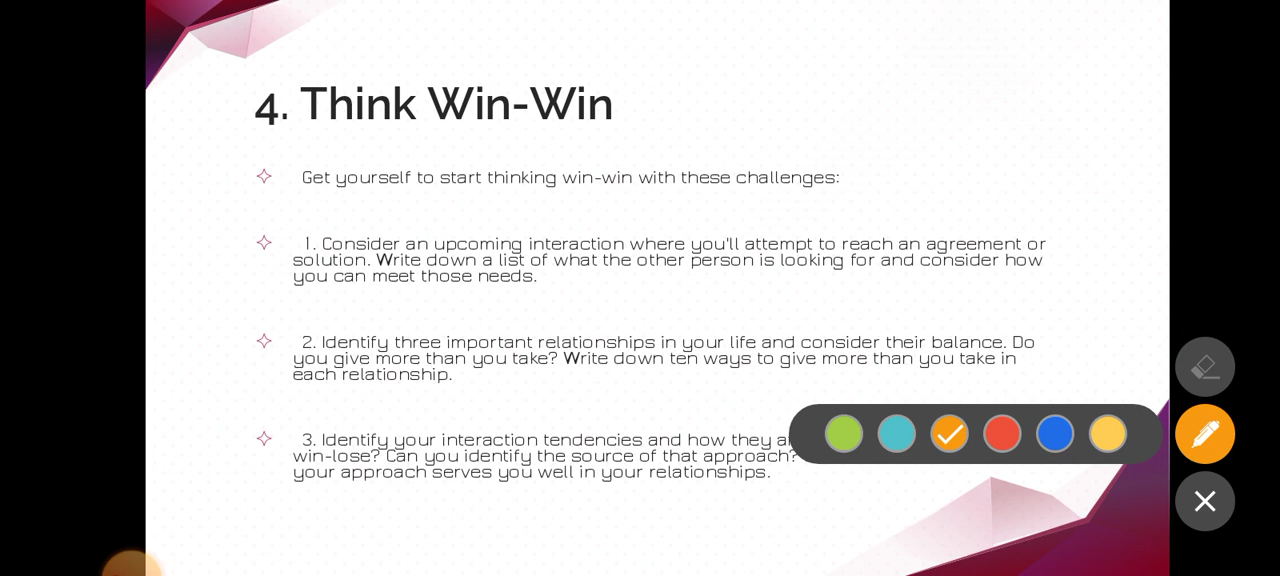 4. Think Win-Win
Get yourself to start thinking win-win with these challenges:
1. Consider an upcoming interaction where you'll attempt to reach an agreement or
solution. Write down a list of what the other person is looking for and consider how
you can meet those needs.
2. Identify three important relationships in your life and consider their balance. Do
you give more than you take? Write down ten ways to give more than you take in
each relationship.
3. Identify your interaction tendencies and how they
win-lose? Can you identify the source of that approach?
your approach serves you well in your relationships.